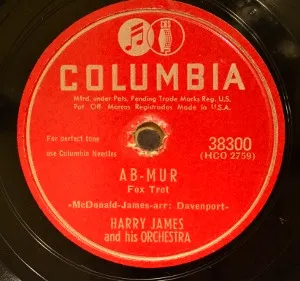 CBS
COLUMBIA
Mfrd. under Pats. Pending Trade Marks Reg. U.S.
Pat. Off. Marcas Registradas Made in U.S.A.
For perfect tone
use Columbia Needles
38300
(HCO 2759)
AB-MUR
Fox Trot
-McDonald-James-arr: Davenport-
HARRY JAMES
and his ORCHESTRA